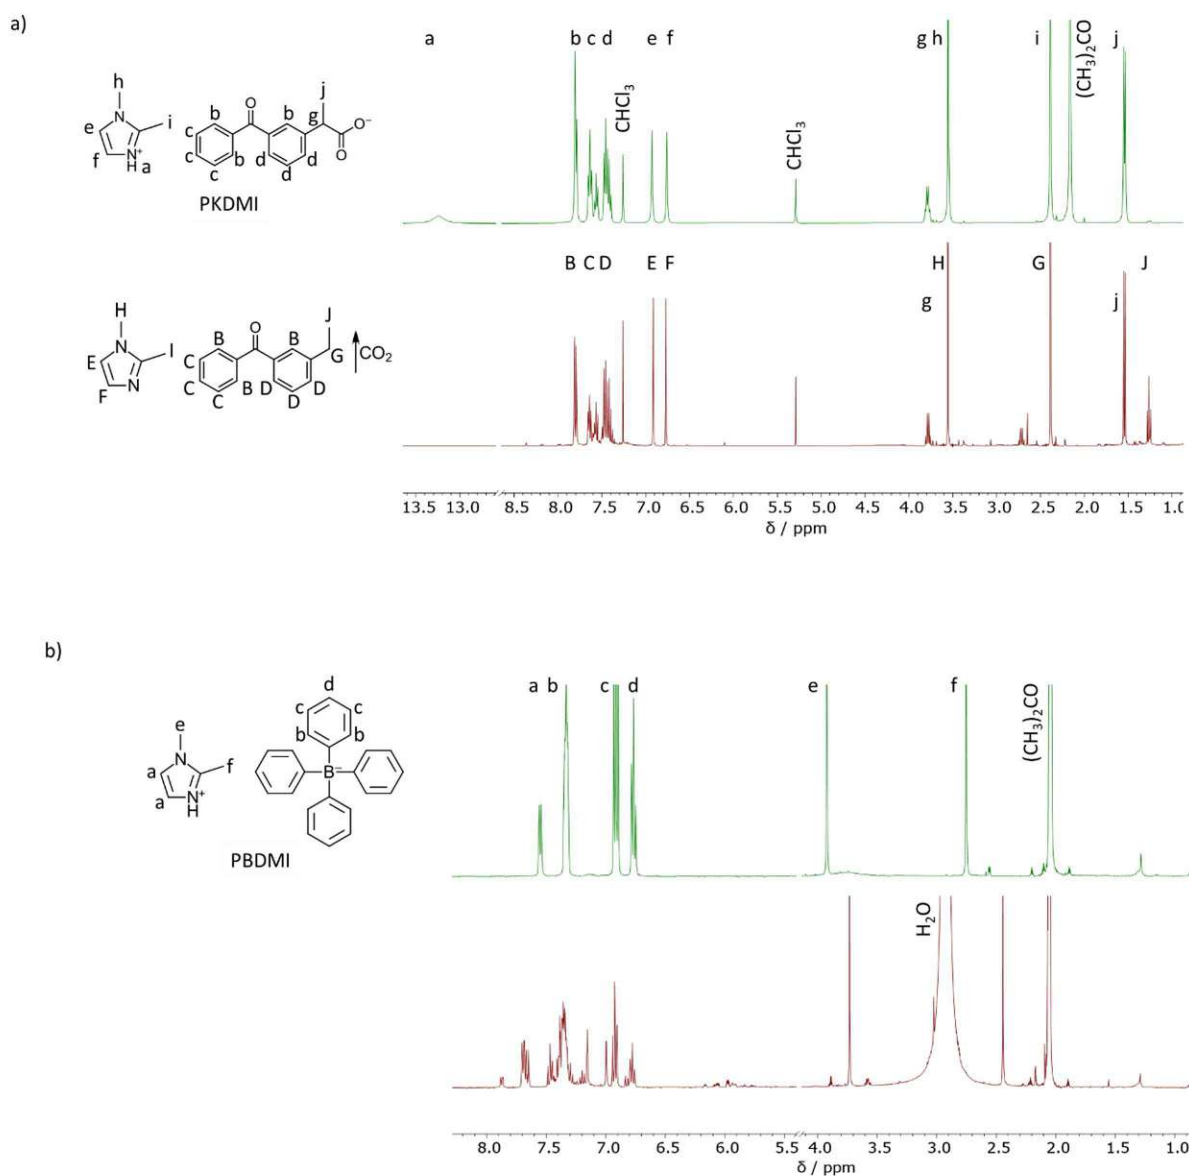 a)
a b c d e f g h i j
CHCl3
CHCl3
(CH3)2CO
h
N
i
e
f
N+
H a
O
b b j
c b g O−
c b d d O
c d
PKDMI
B C D E F H G J
g j
H
N
I
E
F N
O
B B J
C G
C B D D
C D
CO2
13.5 13.0 8.5 8.0 7.5 7.0 6.5 6.0 5.5 5.0 4.5 4.0 3.5 3.0 2.5 2.0 1.5 1.0
δ / ppm
b)
a b c d e f
(CH3)2CO
e
N
a f
a N+
H
d
c c
b b
B−
PBDMI
H2O
8.0 7.5 7.0 6.5 6.0 5.5 4.0 3.5 3.0 2.5 2.0 1.5 1.0
δ / ppm